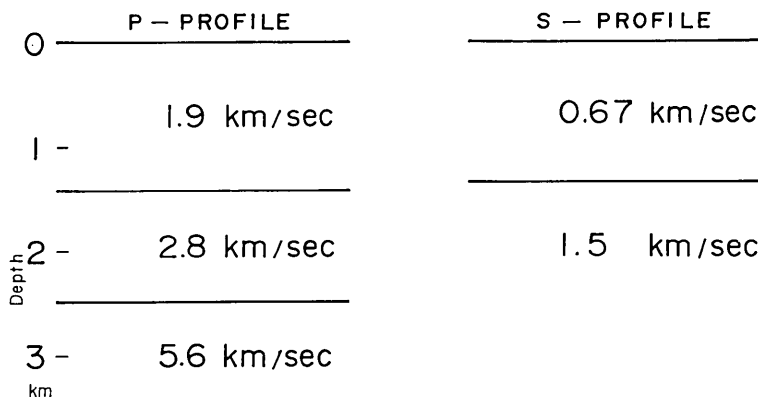 P – PROFILE
S – PROFILE
0
1.9 km/sec
0.67 km/sec
1
2.8 km/sec
1.5 km/sec
2
Depth
3
5.6 km/sec
km